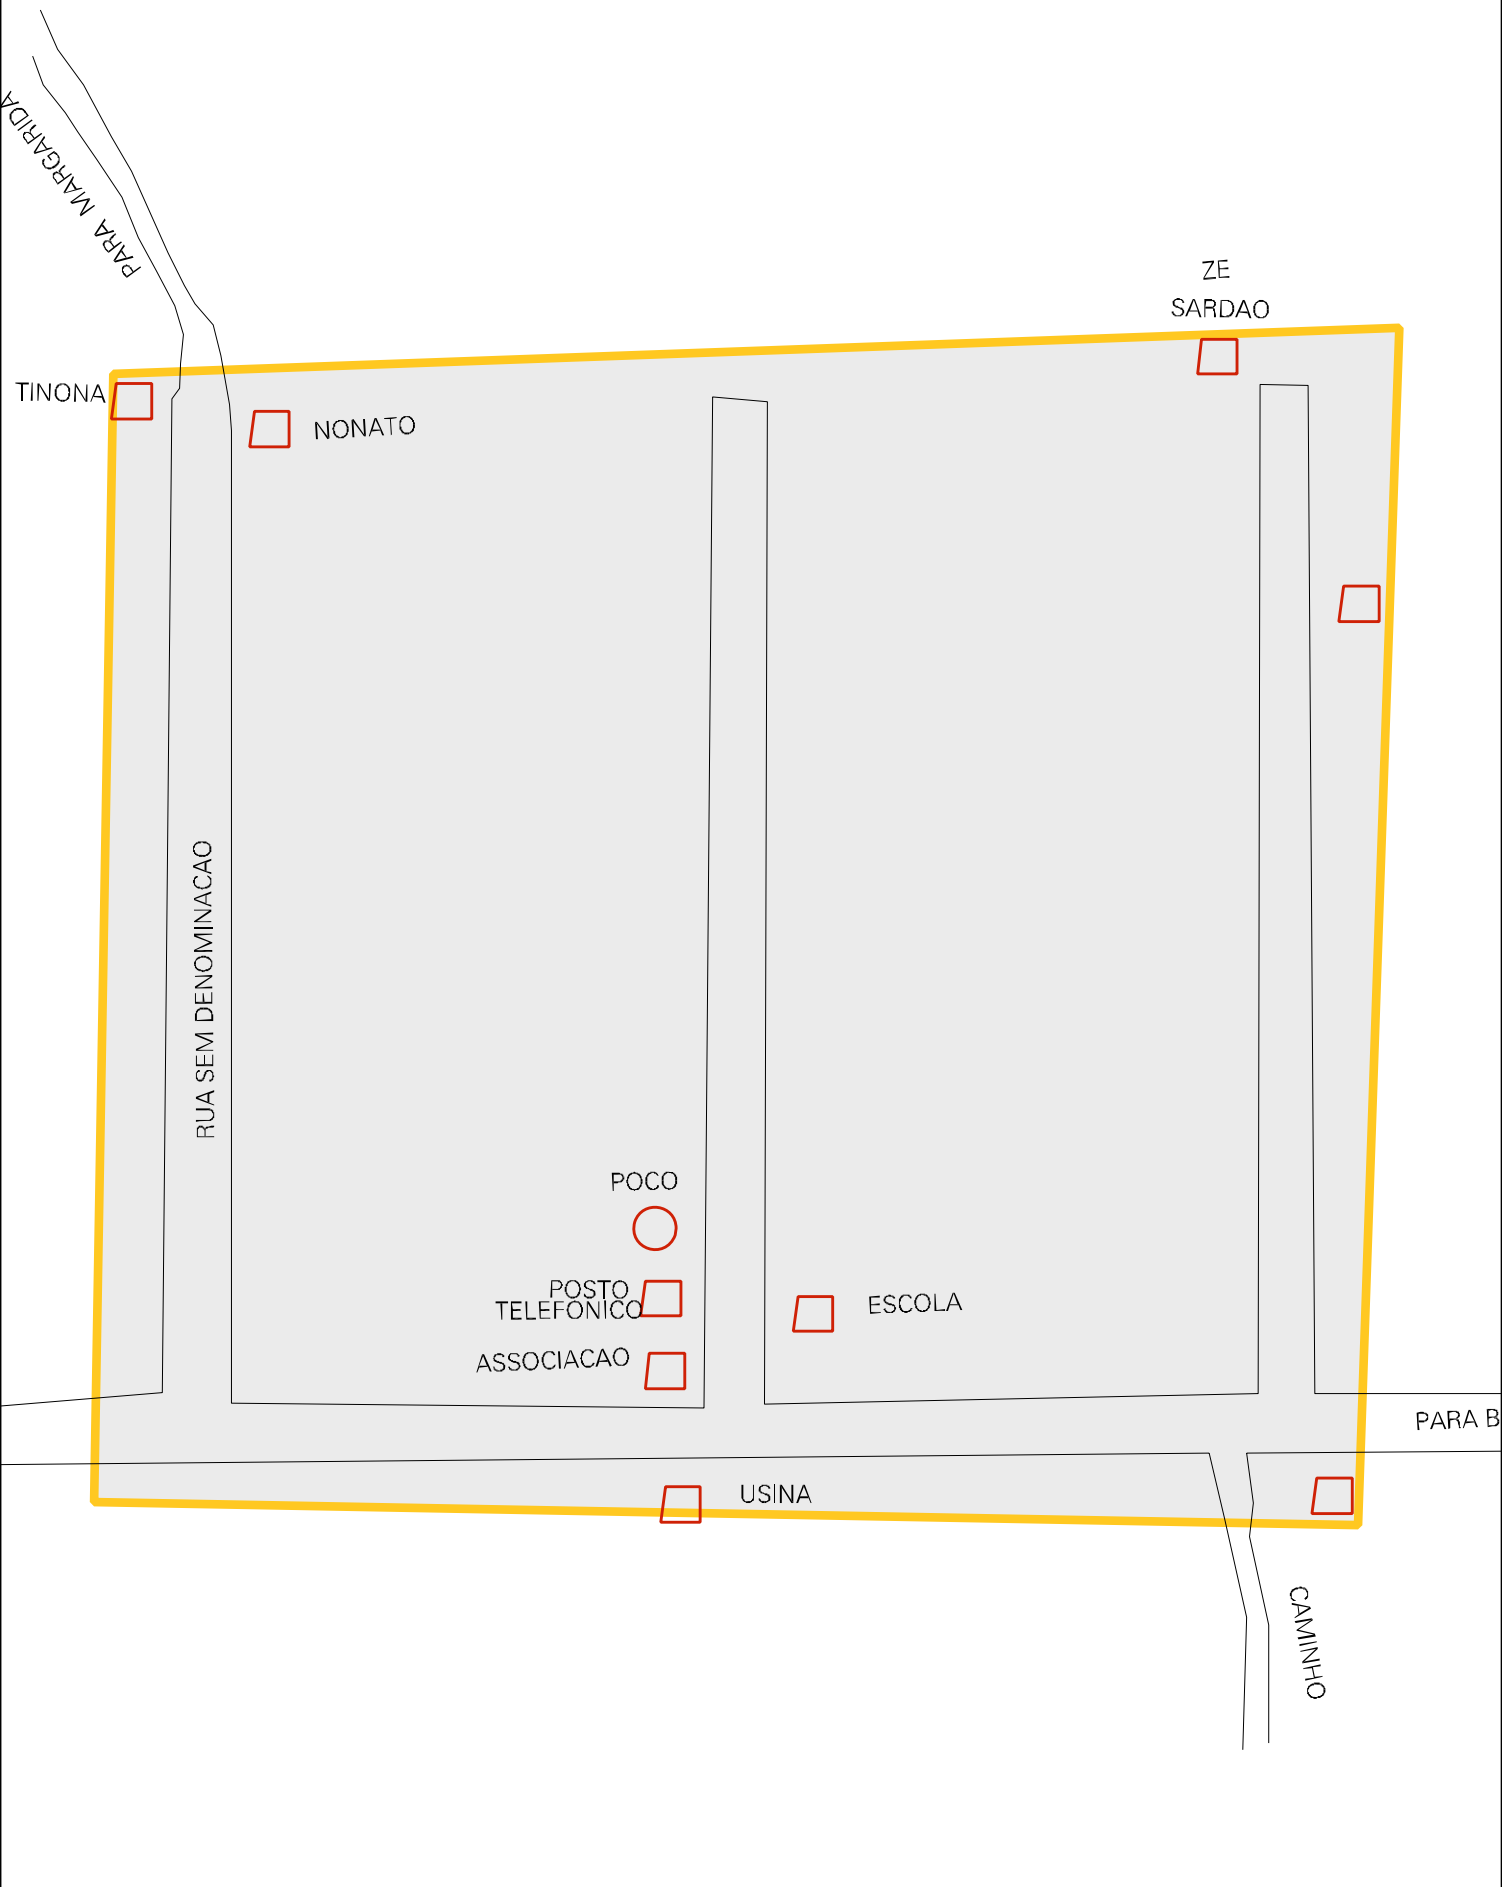 PARA MARGARIDA
ZE
SARDAO
TINONA
NONATO
RUA SEM DENOMINACAO
POCO
POSTO
TELEFONICO
ESCOLA
ASSOCIACAO
PARA B
USINA
CAMINHO